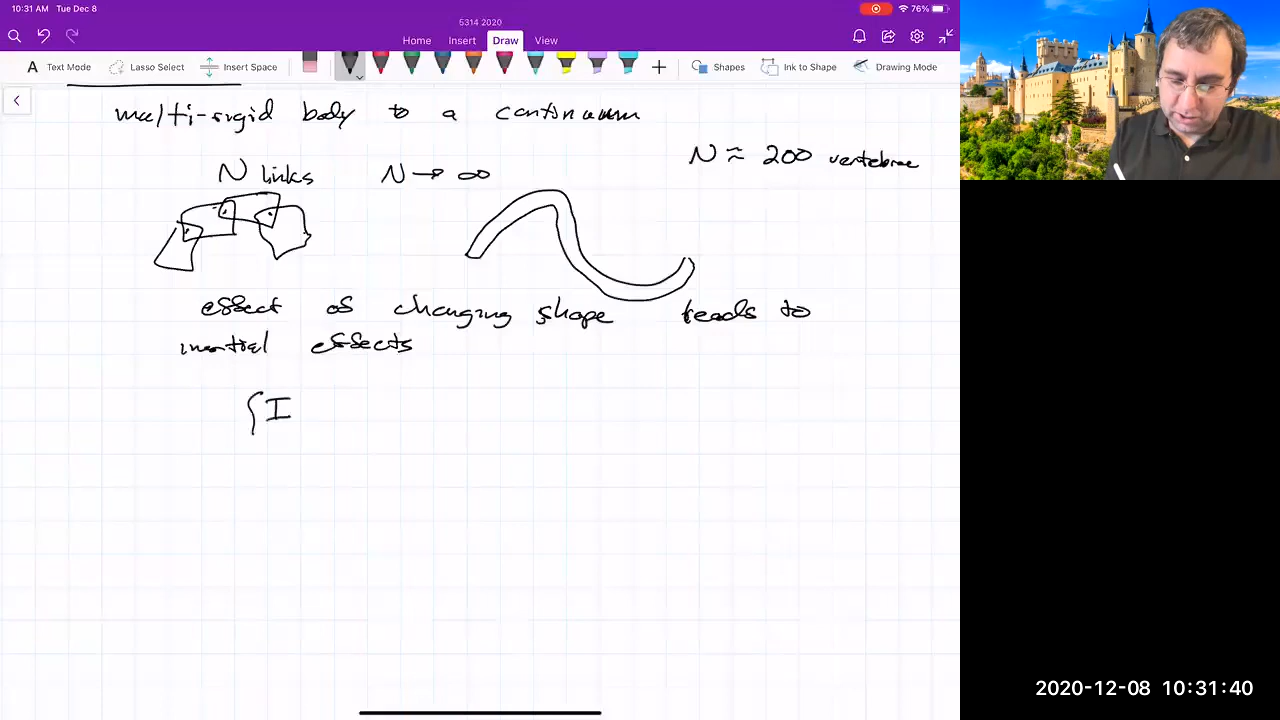 10:31 AM Tue Dec 8
76%
5314 2020
Home Insert Draw View
Text Mode Lasso Select Insert Space Shapes Ink to Shape Drawing Mode
multi-rigid body to a continuum
N ≈ 200 vertebrae
N links N → ∞
effect of changing shape leads to
inertial effects
{I
2020-12-08 10:31:40